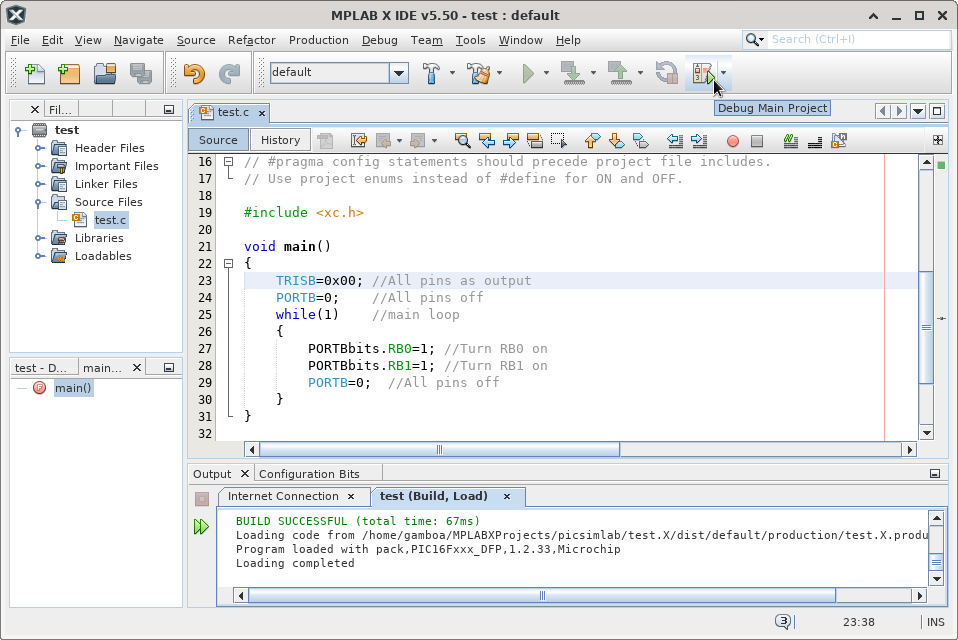 MPLAB X IDE v5.50 - test : default
File Edit View Navigate Source Refactor Production Debug Team Tools Window Help
Search (Ctrl+I)
default
Debug Main Project
Fil...
test
Header Files
Important Files
Linker Files
Source Files
test.c
Libraries
Loadables
test - D...
main...
main()
test.c
Source History
16 // #pragma config statements should precede project file includes.
17 // Use project enums instead of #define for ON and OFF.
18
19 #include <xc.h>
20
21 void main()
22 {
23 TRISB=0x00; //All pins as output
24 PORTB=0; //All pins off
25 while(1) //main loop
26 {
27 PORTBbits.RB0=1; //Turn RB0 on
28 PORTBbits.RB1=1; //Turn RB1 on
29 PORTB=0; //All pins off
30 }
31 }
32
Output Configuration Bits
Internet Connection test (Build, Load)
BUILD SUCCESSFUL (total time: 67ms)
Loading code from /home/gamboa/MPLABXProjects/picsimlab/test.X/dist/default/production/test.X.produ
Program loaded with pack,PIC16Fxxx_DFP,1.2.33,Microchip
Loading completed
3 23:38 INS